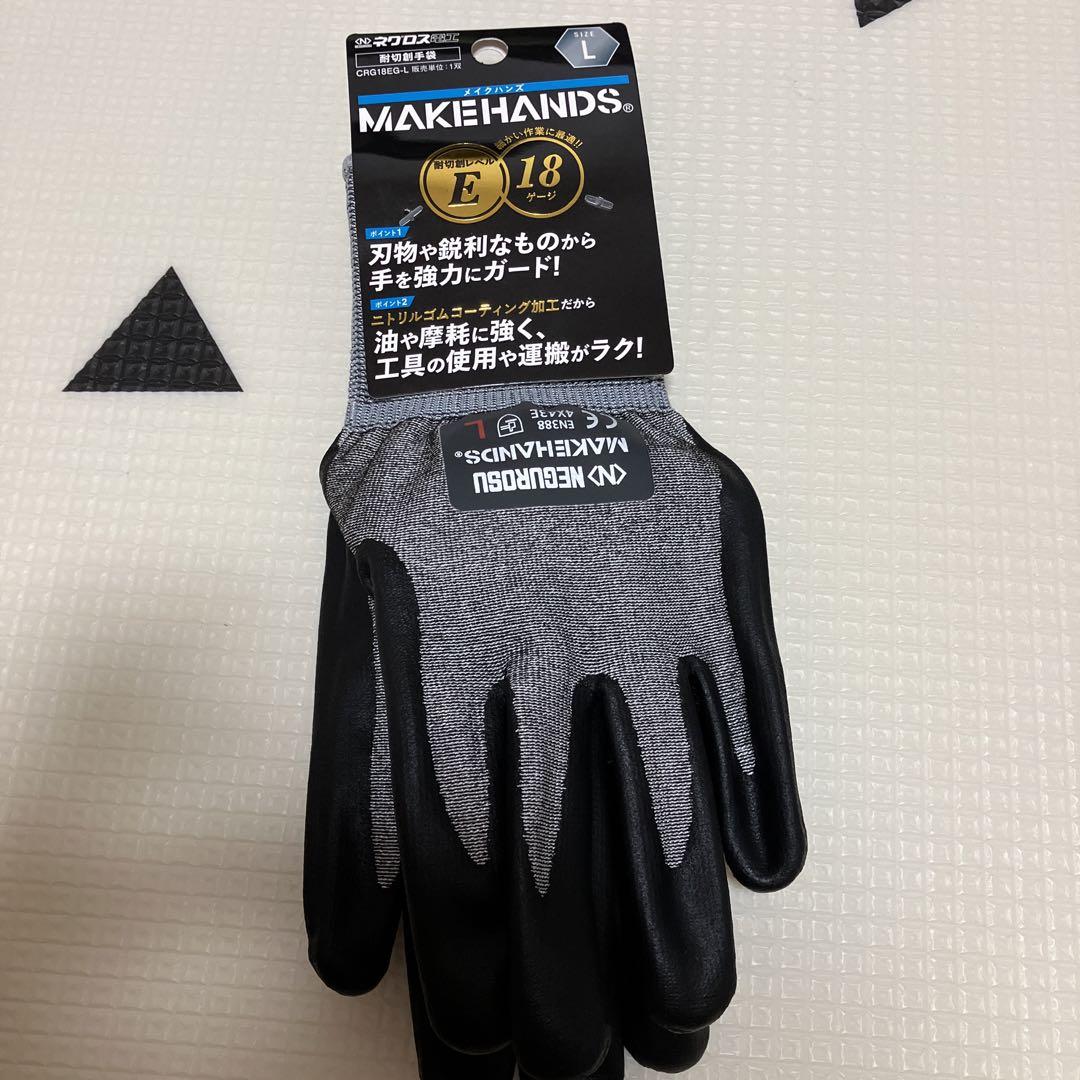 ネグロス電工
耐切創手袋
CRG18EG-L 販売単位:1双
SIZE
L
メイクハンズ
MAKEHANDS®
細かい作業に最適!!
耐切創レベル
E
18
ゲージ
ポイント1
刃物や鋭利なものから
手を強力にガード!
ポイント2
ニトリルゴムコーティング加工だから
油や摩耗に強く、
工具の使用や運搬がラク!
NEGUROSU
MAKEHANDS®
EN388
4X43E
CE
L